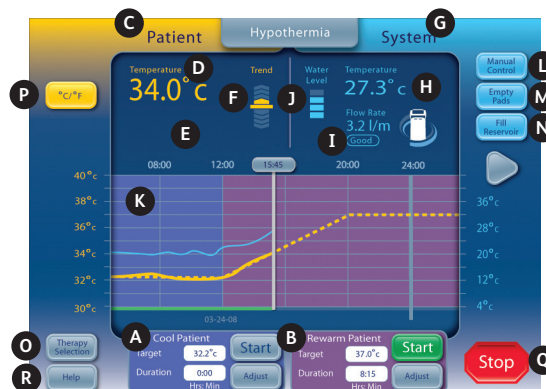 C
G
Patient
Hypothermia
System
Manual
Control
L
Temperature
D
Trend
Water
Level
Temperature
34.0°c
27.3°c
H
P
°C/°F
F
J
Empty
Pads
M
Flow Rate
3.2 l/m
Good
I
E
Fill
Reservoir
N
08:00
12:00
15:45
20:00
24:00
40°c
38°c
36°c
34°c
32°c
30°c
K
36°c
28°c
20°c
12°c
4°c
03-24-08
A
Cool Patient
Target
32.2°c
Start
Duration
0:00
Adjust
Hrs: Min
B
Rewarm Patient
Target
37.0°c
Start
Duration
8:15
Adjust
Hrs: Min
O
Therapy
Selection
R
Help
Stop
Q